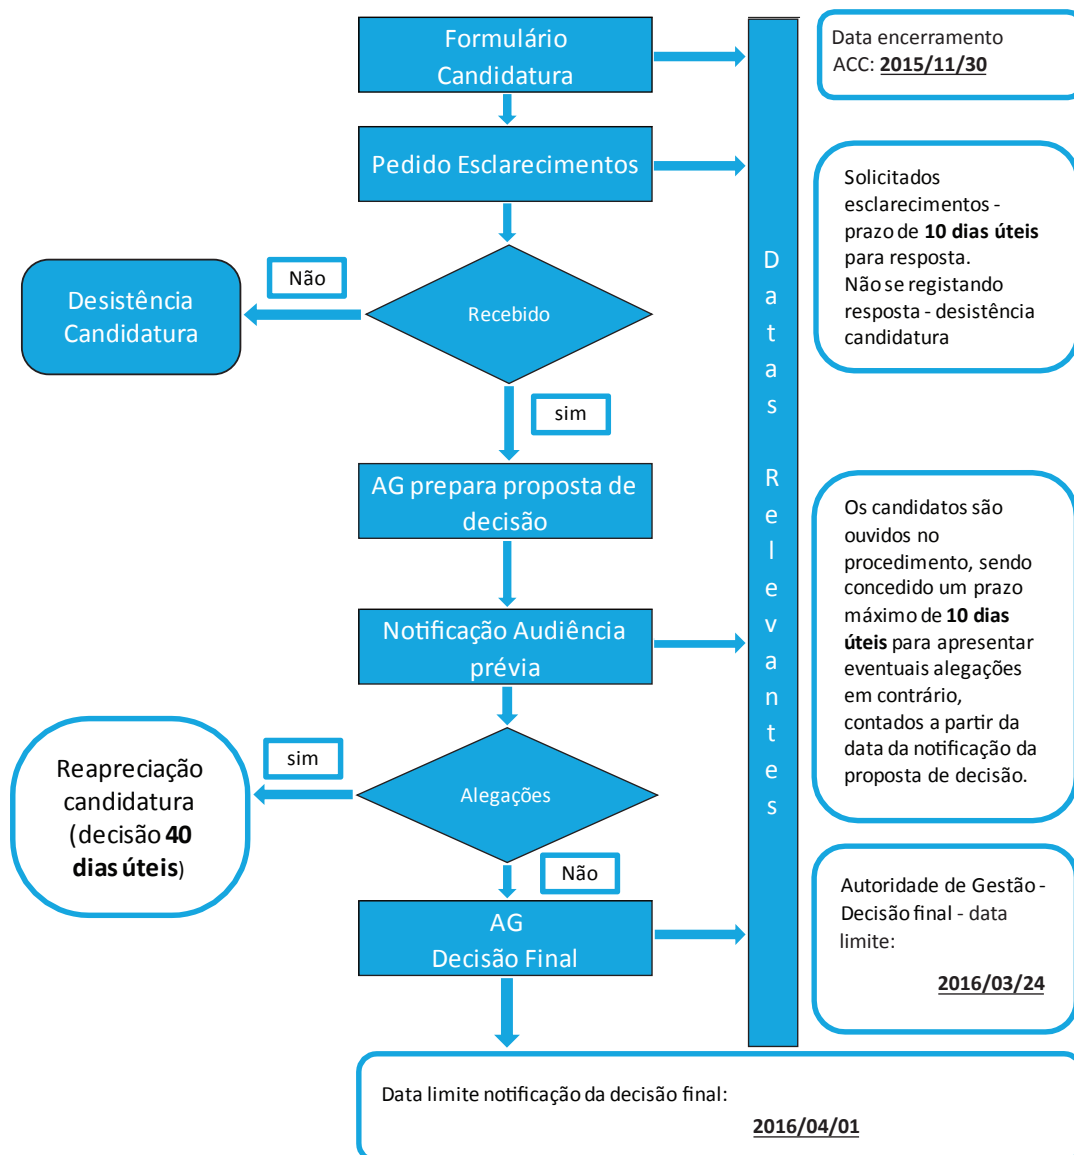 Formulário
Candidatura
Data encerramento
ACC: 2015/11/30
Pedido Esclarecimentos
Solicitados
esclarecimentos -
prazo de 10 dias úteis
para resposta.
Não se registando
resposta - desistência
candidatura
Não
Desistência
Candidatura
Recebido
sim
Datas Relevantes
AG prepara proposta de
decisão
Os candidatos são
ouvidos no
procedimento, sendo
concedido um prazo
máximo de 10 dias
úteis para apresentar
eventuais alegações
em contrário,
contados a partir da
data da notificação da
proposta de decisão.
Notificação Audiência
prévia
sim
Reapreciação
candidatura
(decisão 40
dias úteis)
Alegações
Não
AG
Decisão Final
Autoridade de Gestão -
Decisão final - data
limite:
2016/03/24
Data limite notificação da decisão final:
2016/04/01